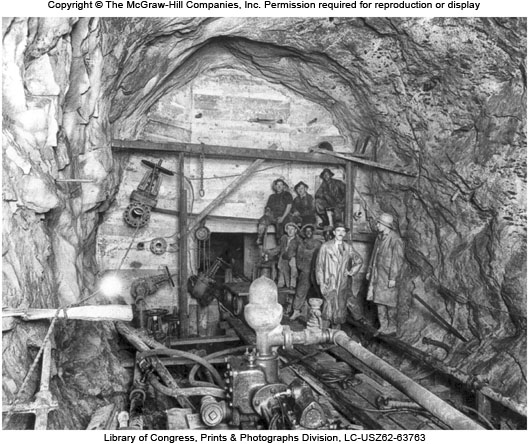 Copyright © The McGraw-Hill Companies, Inc. Permission required for reproduction or display
Library of Congress, Prints & Photographs Division, LC-USZ62-63763